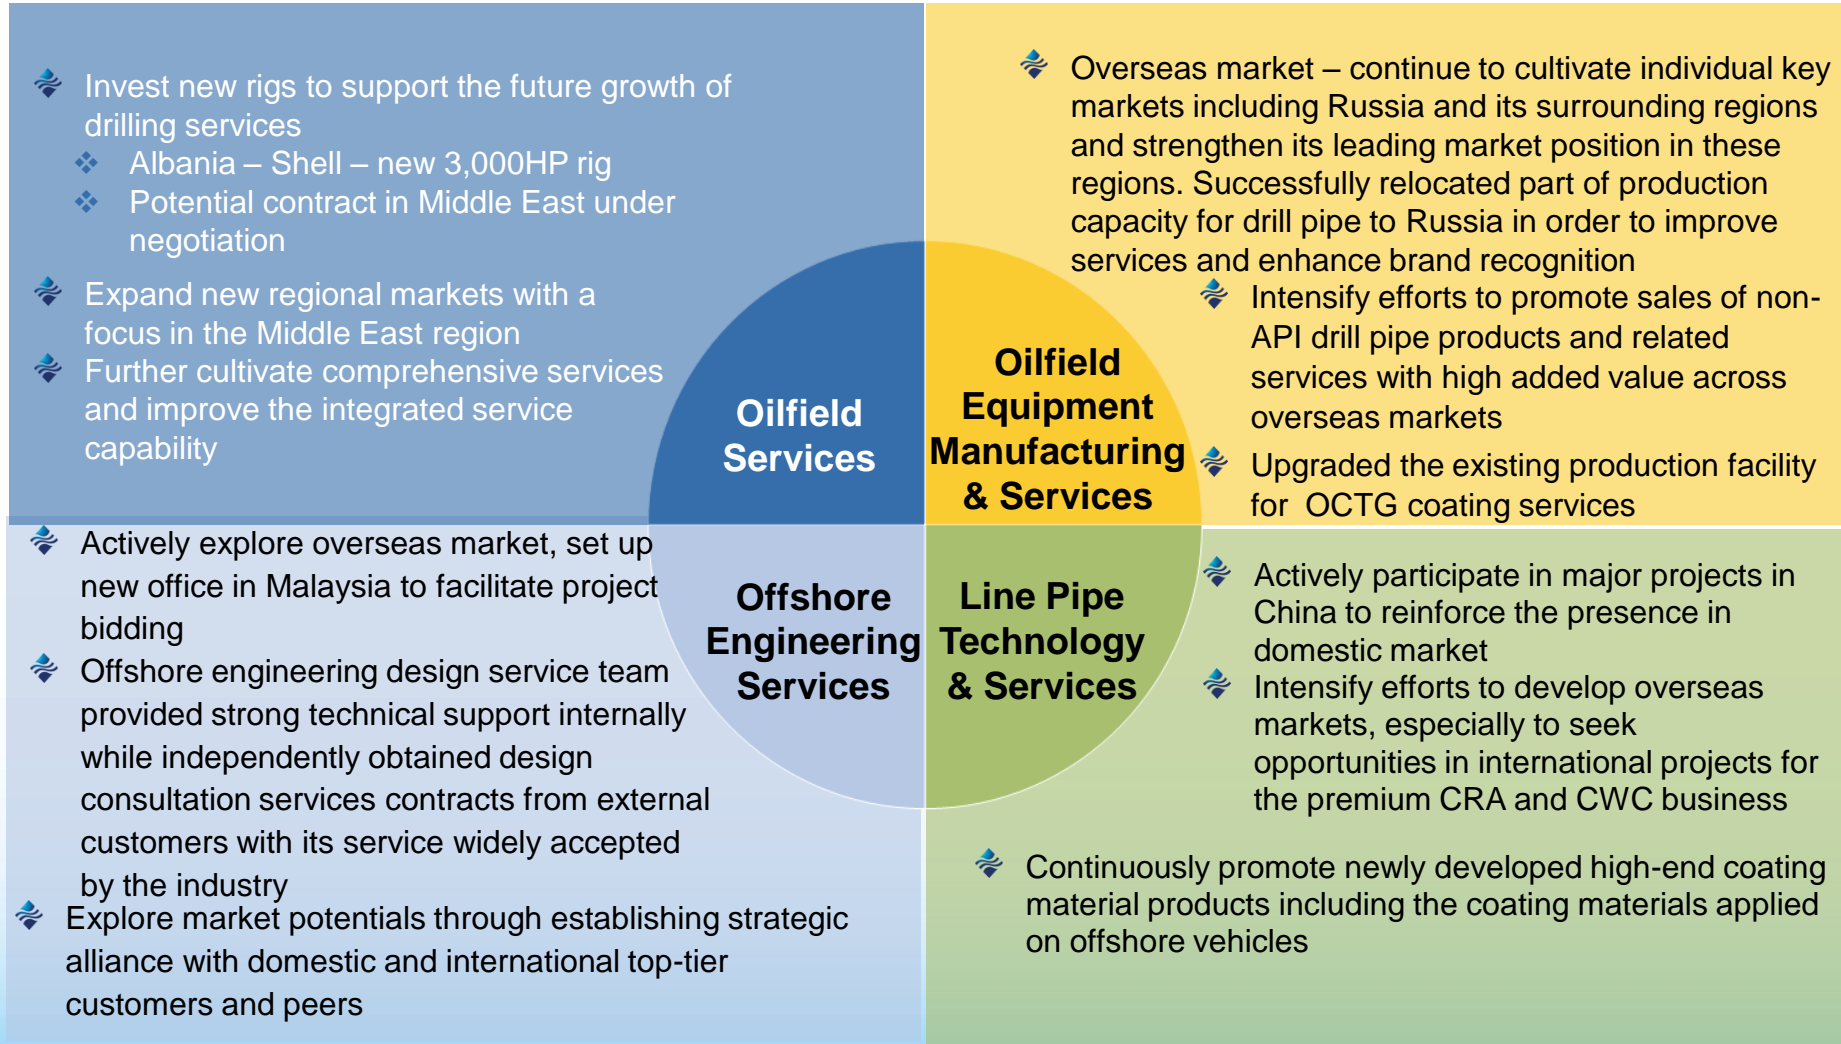 Invest new rigs to support the future growth of
drilling services
Albania – Shell – new 3,000HP rig
Potential contract in Middle East under
negotiation
Expand new regional markets with a
focus in the Middle East region
Further cultivate comprehensive services
and improve the integrated service
capability
Oilfield
Services
Overseas market – continue to cultivate individual key
markets including Russia and its surrounding regions
and strengthen its leading market position in these
regions. Successfully relocated part of production
capacity for drill pipe to Russia in order to improve
services and enhance brand recognition
Intensify efforts to promote sales of non-
API drill pipe products and related
services with high added value across
overseas markets
Upgraded the existing production facility
for OCTG coating services
Oilfield
Equipment
Manufacturing
& Services
Actively explore overseas market, set up
new office in Malaysia to facilitate project
bidding
Offshore engineering design service team
provided strong technical support internally
while independently obtained design
consultation services contracts from external
customers with its service widely accepted
by the industry
Explore market potentials through establishing strategic
alliance with domestic and international top-tier
customers and peers
Offshore
Engineering
Services
Line Pipe
Technology
& Services
Actively participate in major projects in
China to reinforce the presence in
domestic market
Intensify efforts to develop overseas
markets, especially to seek
opportunities in international projects for
the premium CRA and CWC business
Continuously promote newly developed high-end coating
material products including the coating materials applied
on offshore vehicles